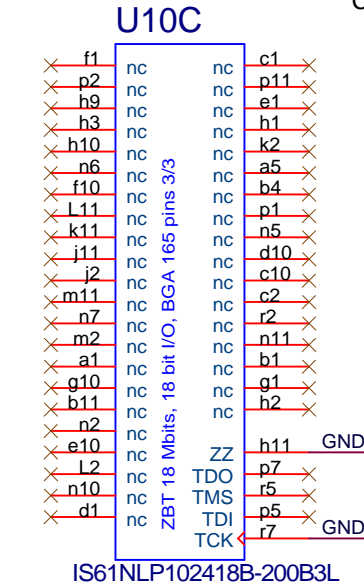 U10C
f1 nc nc c1
p2 nc nc p11
h9 nc nc e1
h3 nc nc h1
h10 nc nc k2
n6 nc nc a5
f10 nc nc b4
L11 nc nc p1
k11 nc nc n5
j11 nc nc d10
j2 nc nc c10
m11 nc nc c2
n7 nc nc r2
m2 nc nc n11
a1 nc nc b1
g10 nc nc g1
b11 nc nc h2
n2 nc
e10 nc ZZ h11 GND
L2 nc TDO p7
n10 nc TMS r5
d1 nc TDI p5
TCK r7 GND
ZBT 18 Mbits, 18 bit I/O, BGA 165 pins 3/3
IS61NLP102418B-200B3L